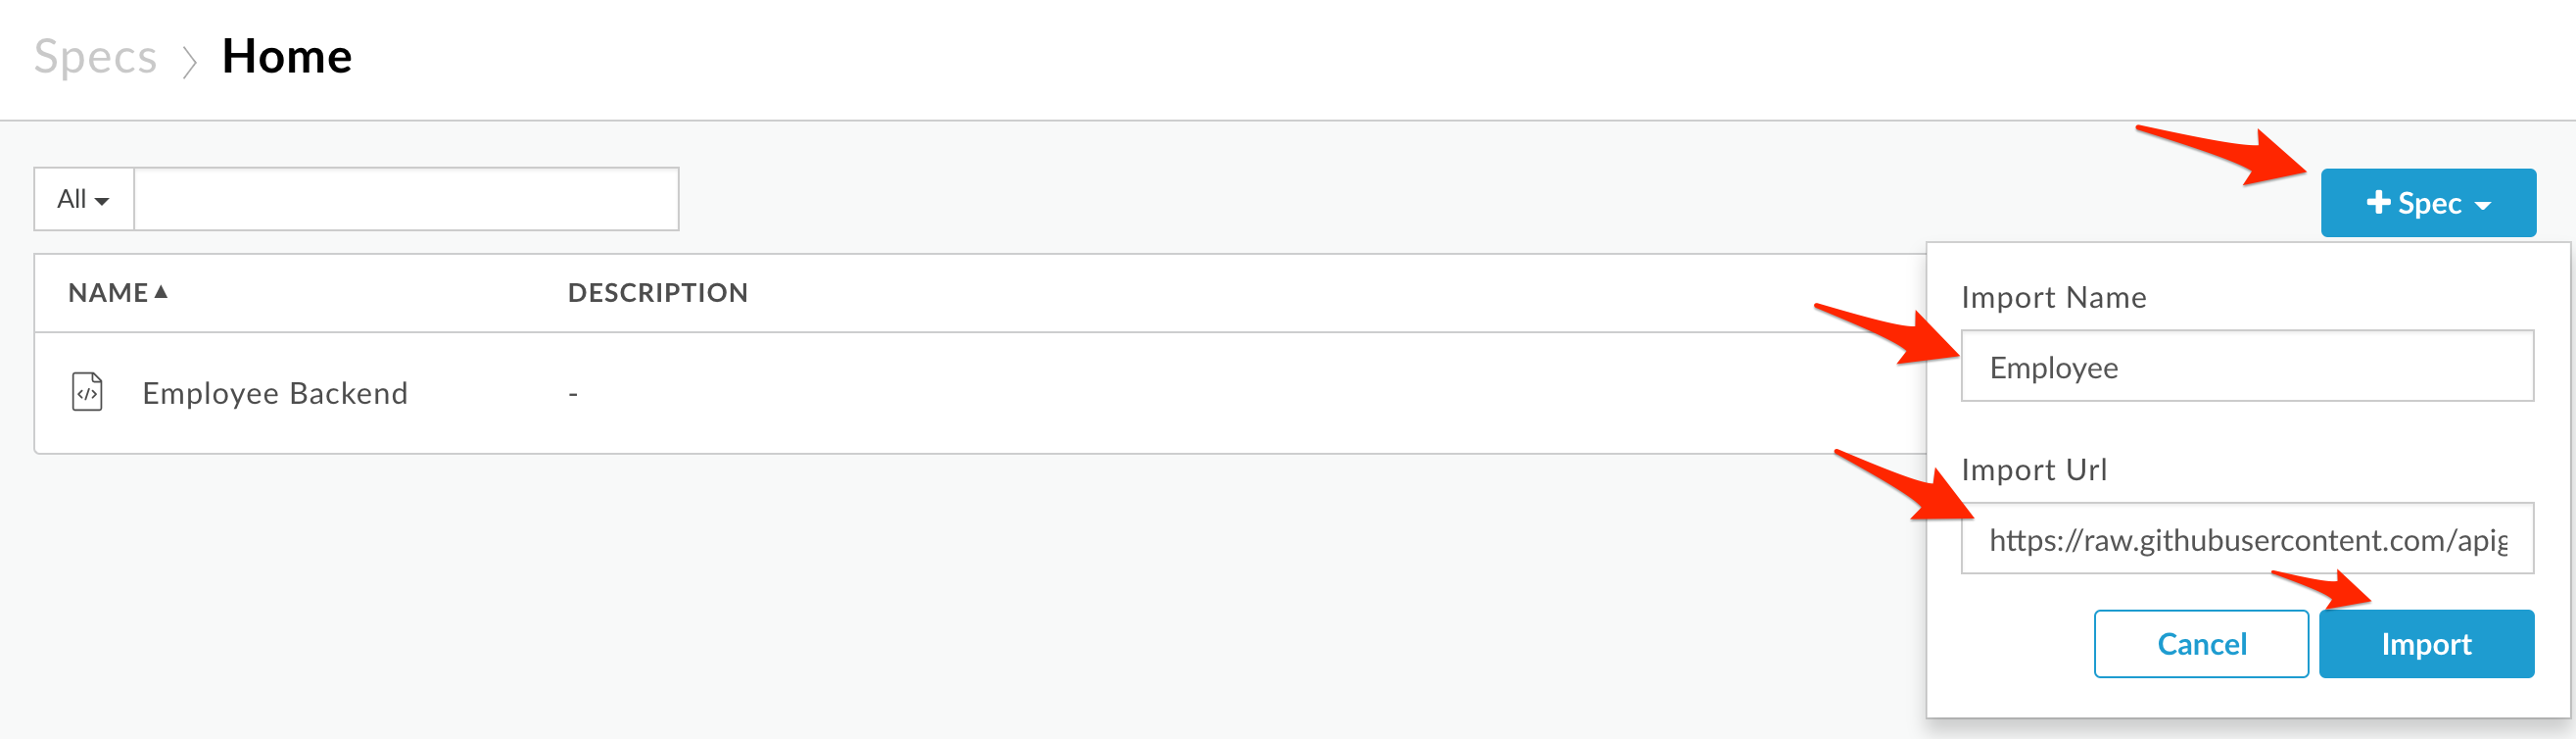 Specs > Home
All
+ Spec
NAME DESCRIPTION
Employee Backend -
Import Name
Employee
Import Url
https://raw.githubusercontent.com/apig
Cancel Import